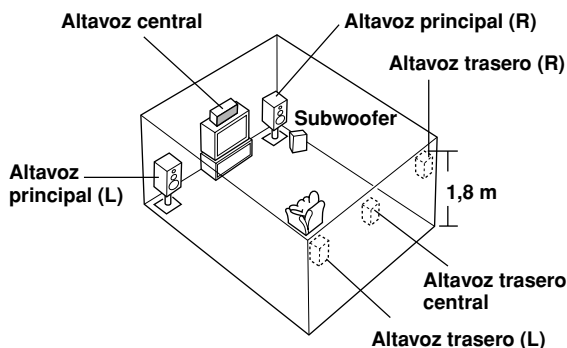 Altavoz central
Altavoz principal (R)
Altavoz trasero (R)
Subwoofer
Altavoz
principal (L)
1,8 m
Altavoz trasero
central
Altavoz trasero (L)